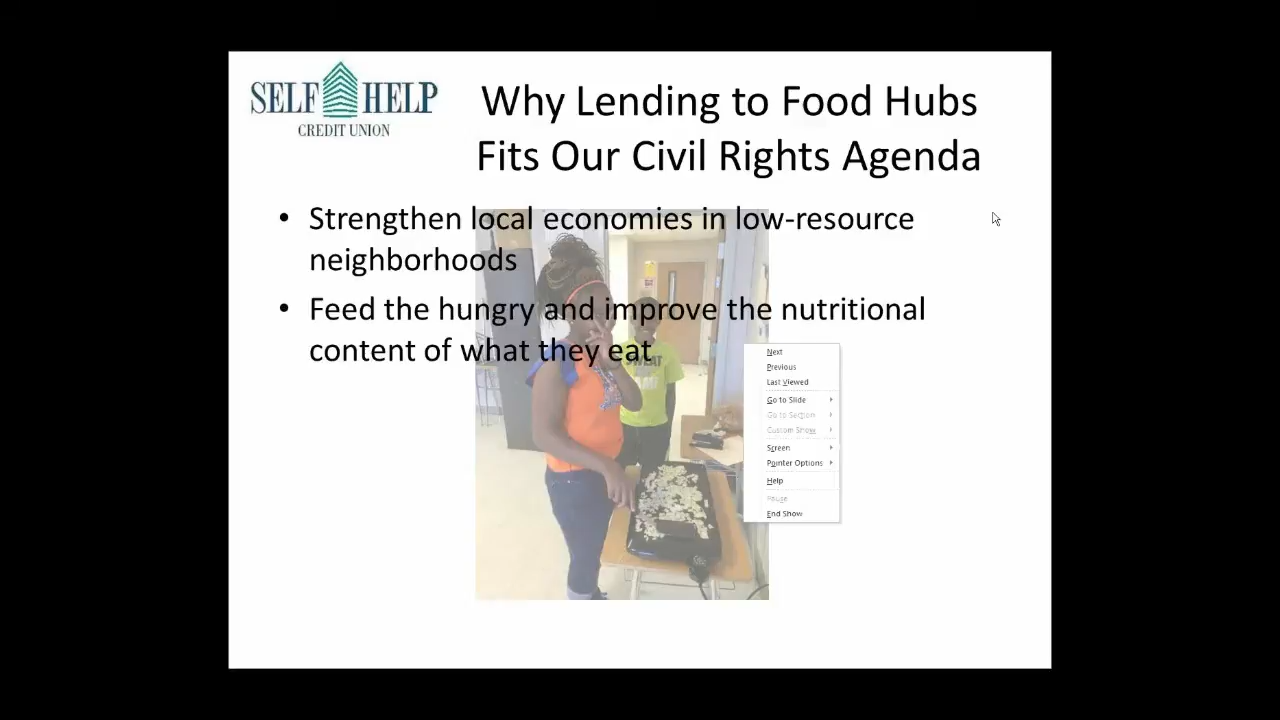 SELF HELP
CREDIT UNION
Why Lending to Food Hubs
Fits Our Civil Rights Agenda
• Strengthen local economies in low-resource
neighborhoods
• Feed the hungry and improve the nutritional
content of what they eat
SWEAT
Next
Previous
Last Viewed
Go to Slide
Go to Section
Custom Show
Screen
Pointer Options
Help
Pause
End Show